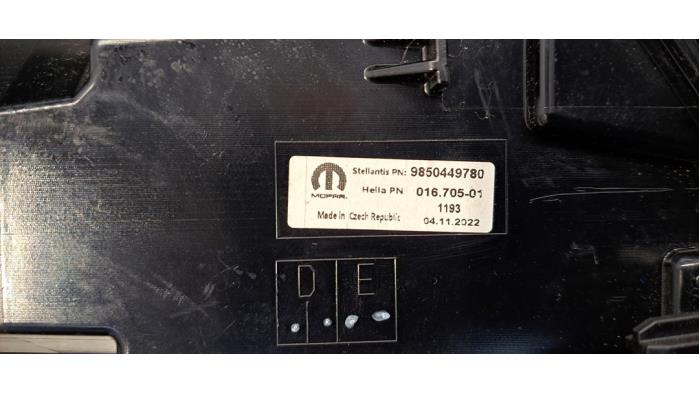 Stellantis PN: 9850449780
Hella PN 016.705-01
MOPAR.
1193
Made in Czech Republic 04.11.2022
D E